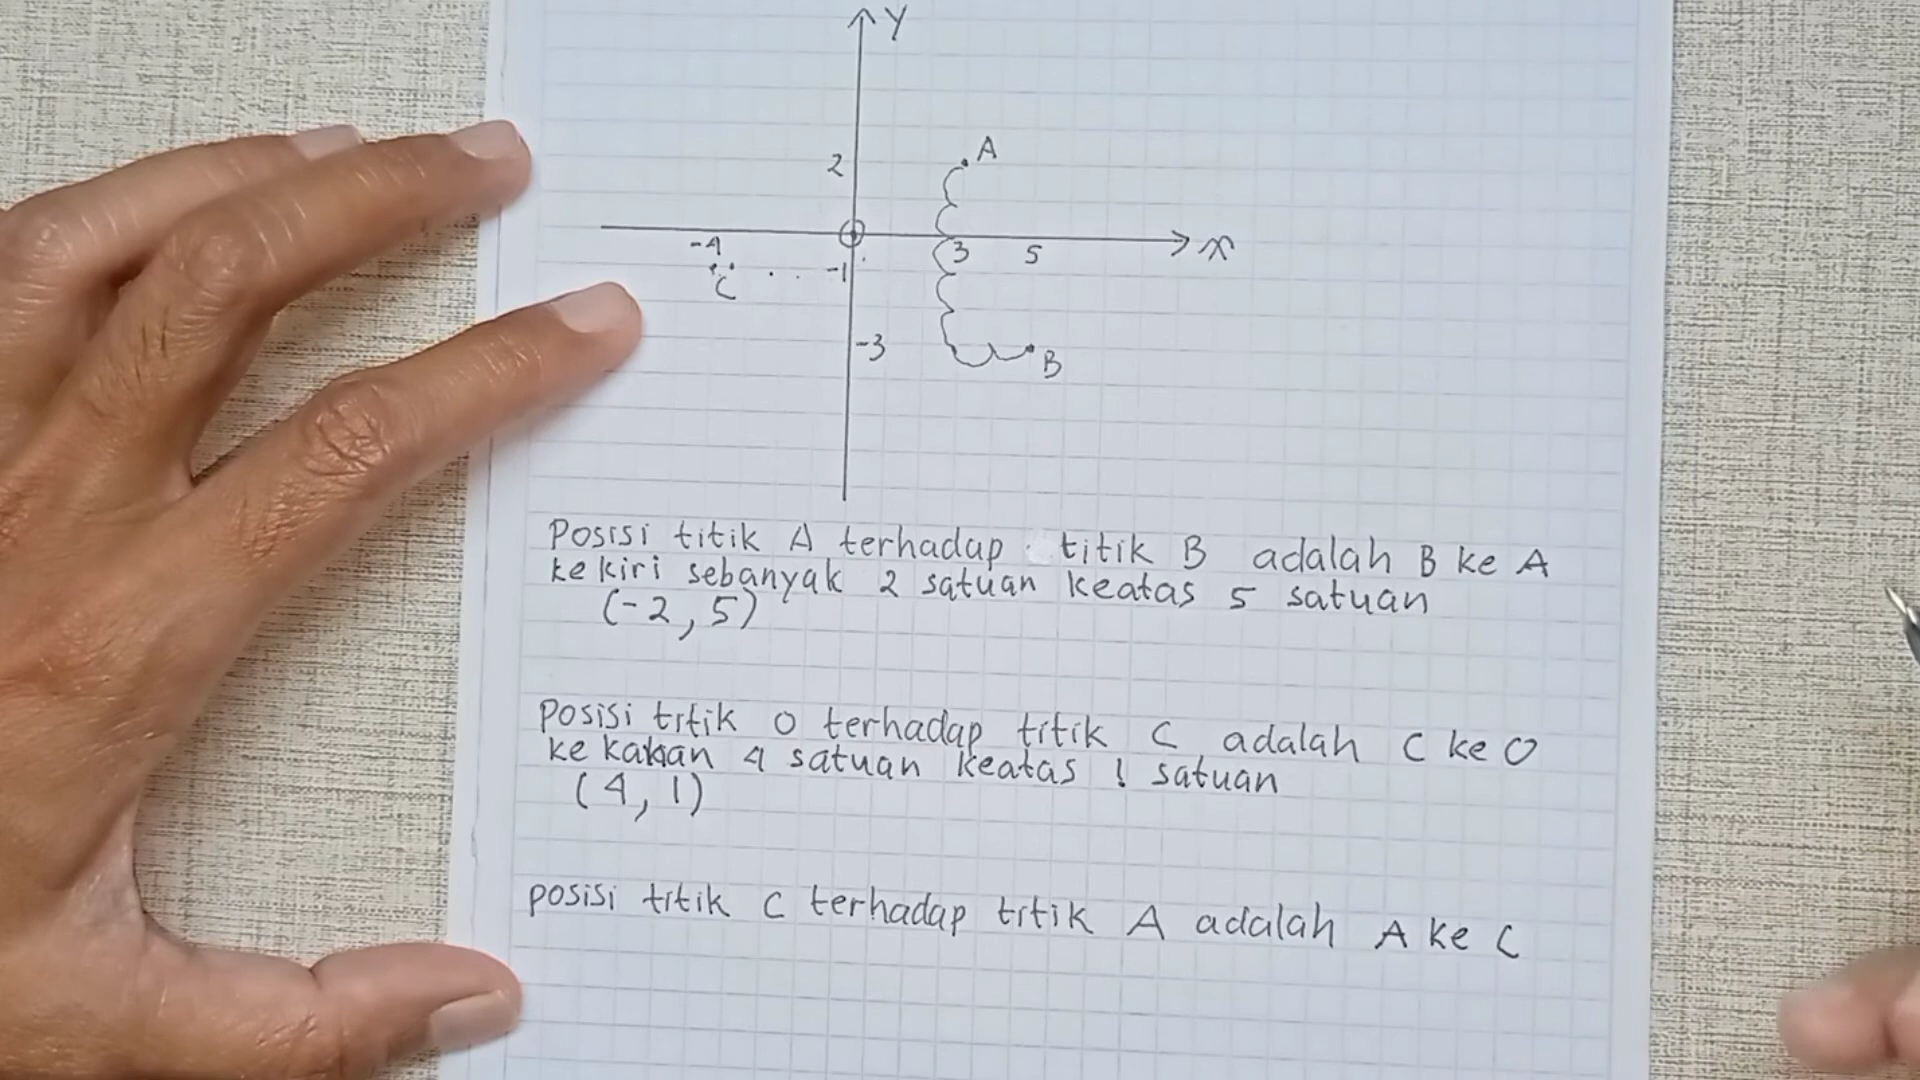 Y
A
2
-4
3
5
X
-1
C
-3
B
Posisi titik A terhadap titik B adalah B ke A
ke kiri sebanyak 2 satuan keatas 5 satuan
(-2, 5)
Posisi titik O terhadap titik C adalah C ke O
ke kanan 4 satuan keatas 1 satuan
(4, 1)
posisi titik C terhadap titik A adalah A ke C